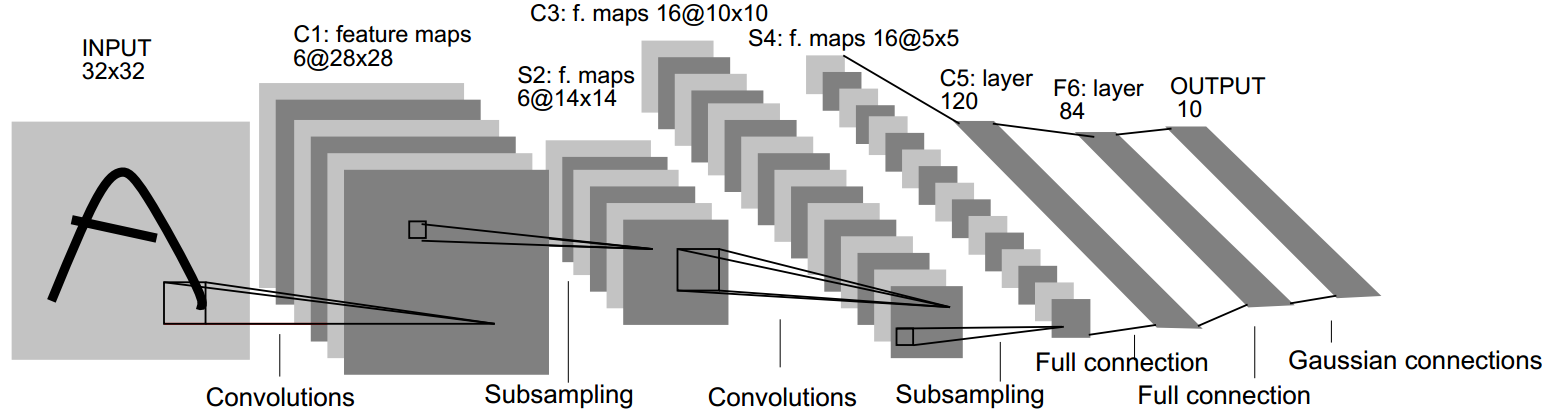 INPUT
32x32
C1: feature maps
6@28x28
S2: f. maps
6@14x14
C3: f. maps 16@10x10
S4: f. maps 16@5x5
C5: layer
120
F6: layer
84
OUTPUT
10
Convolutions
Subsampling
Convolutions
Subsampling
Full connection
Full connection
Gaussian connections